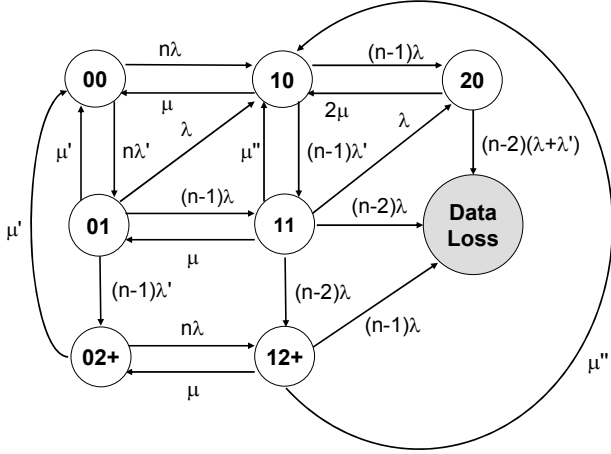 nλ
(n-1)λ
00
10
20
μ
2μ
μ'
nλ'
λ
μ"
(n-1)λ'
λ
(n-2)(λ+λ')
(n-1)λ
(n-2)λ
01
11
Data
Loss
μ
μ'
(n-1)λ'
(n-2)λ
(n-1)λ
nλ
02+
12+
μ
μ"